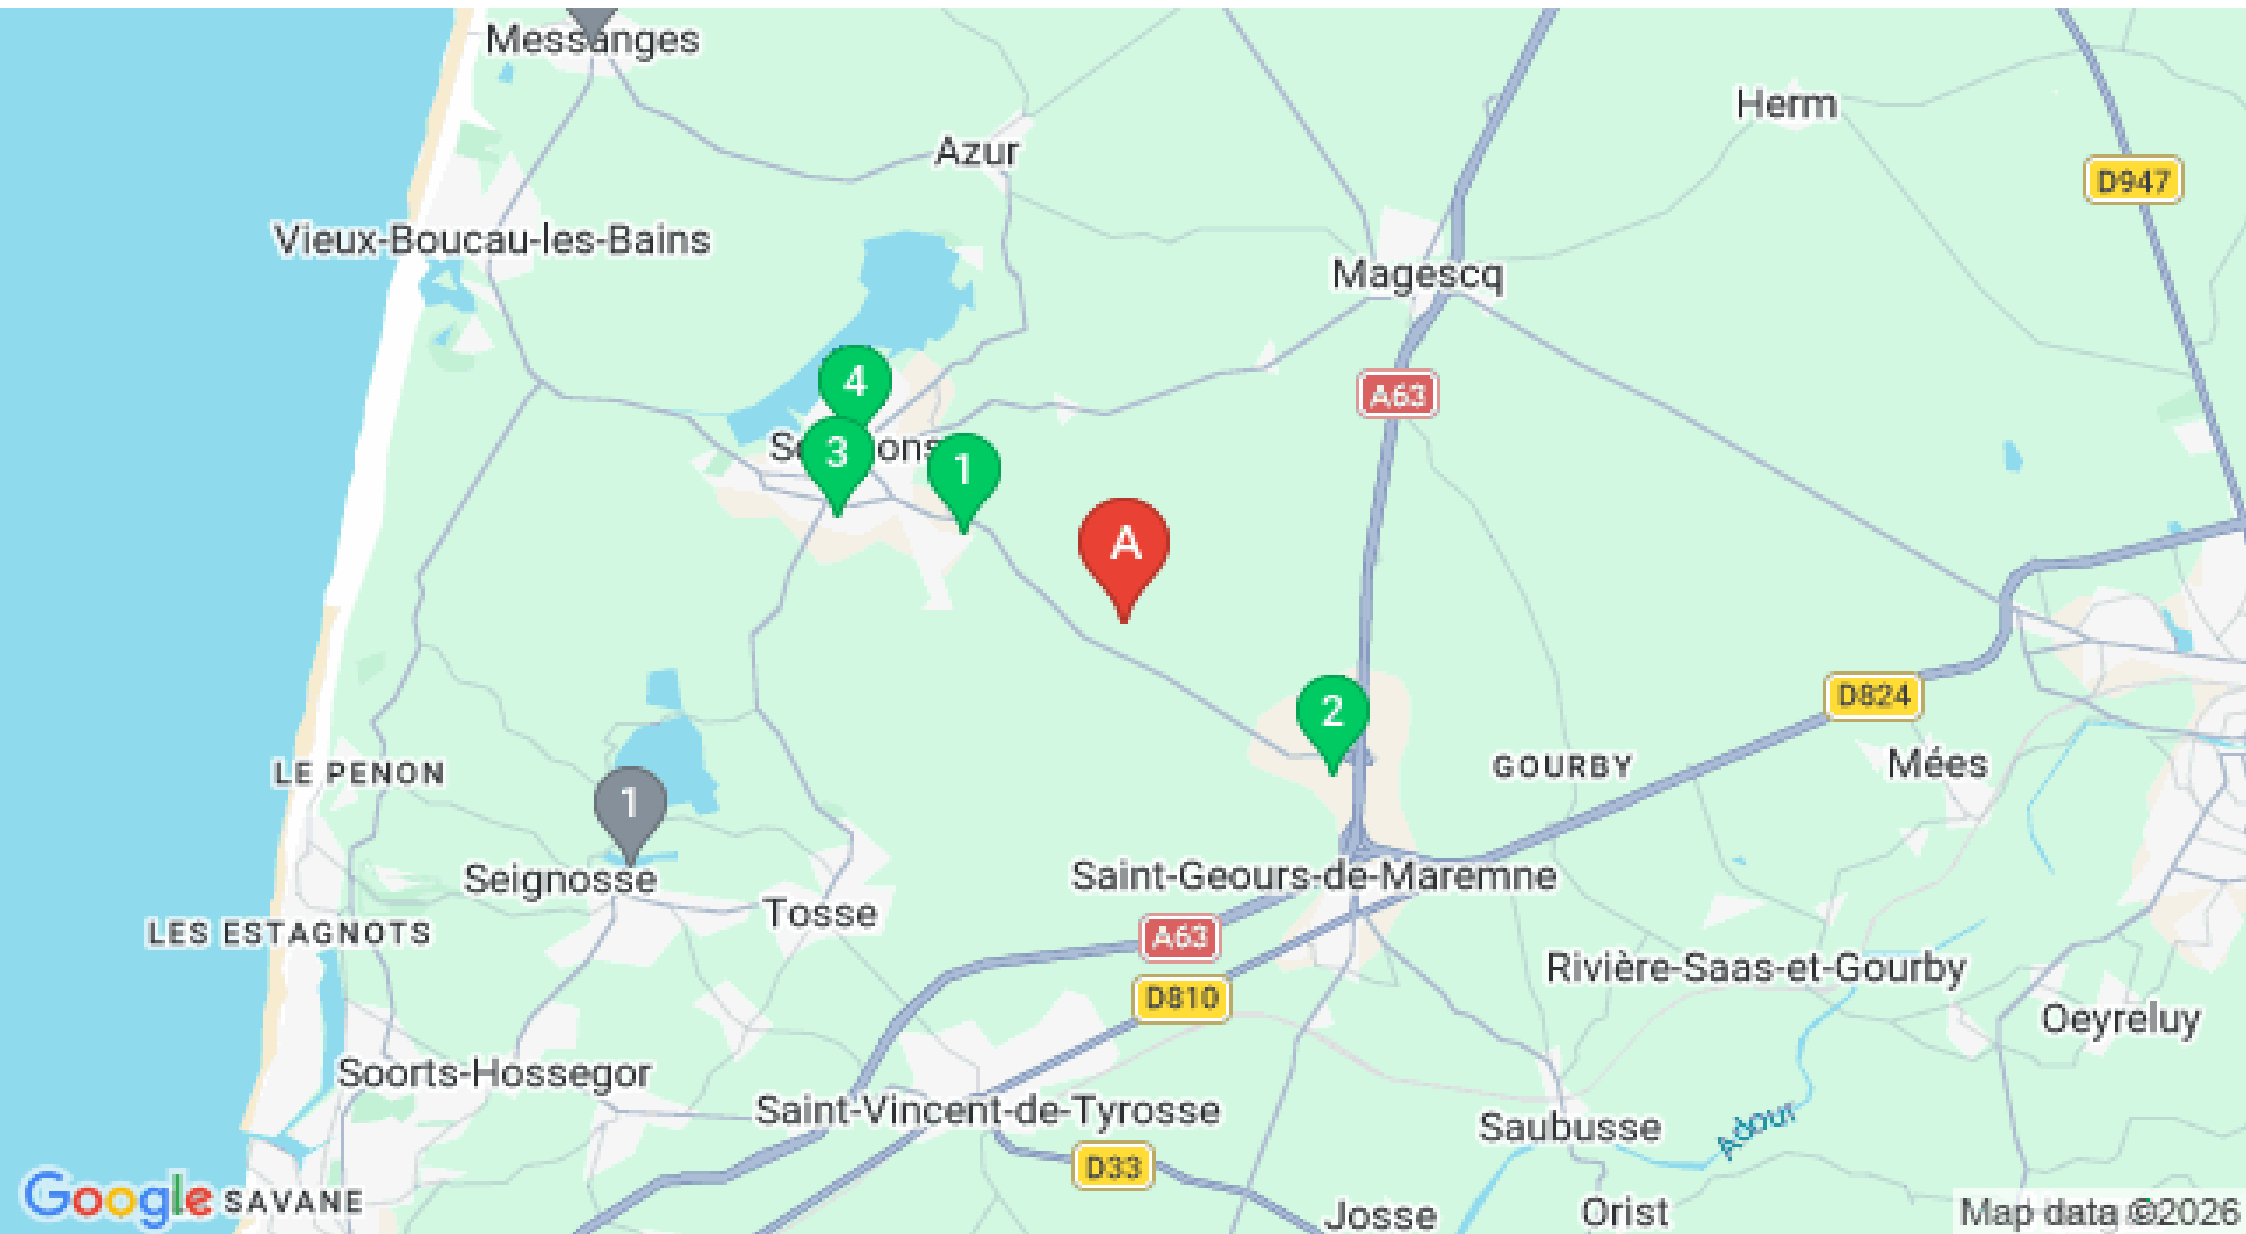 Messanges
Herm
Azur
D947
Vieux-Boucau-les-Bains
Magescq
4
A63
3
1
A
2
D824
LE PENON
GOURBY
Mées
1
Seignosse
Saint-Geours-de-Maremne
Tosse
LES ESTAGNOTS
A63
Rivière-Saas-et-Gourby
D810
Oeyreluy
Soorts-Hossegor
Saint-Vincent-de-Tyrosse
Saubusse
Adour
D33
Google
SAVANE
Josse
Orist
Map data ©2026